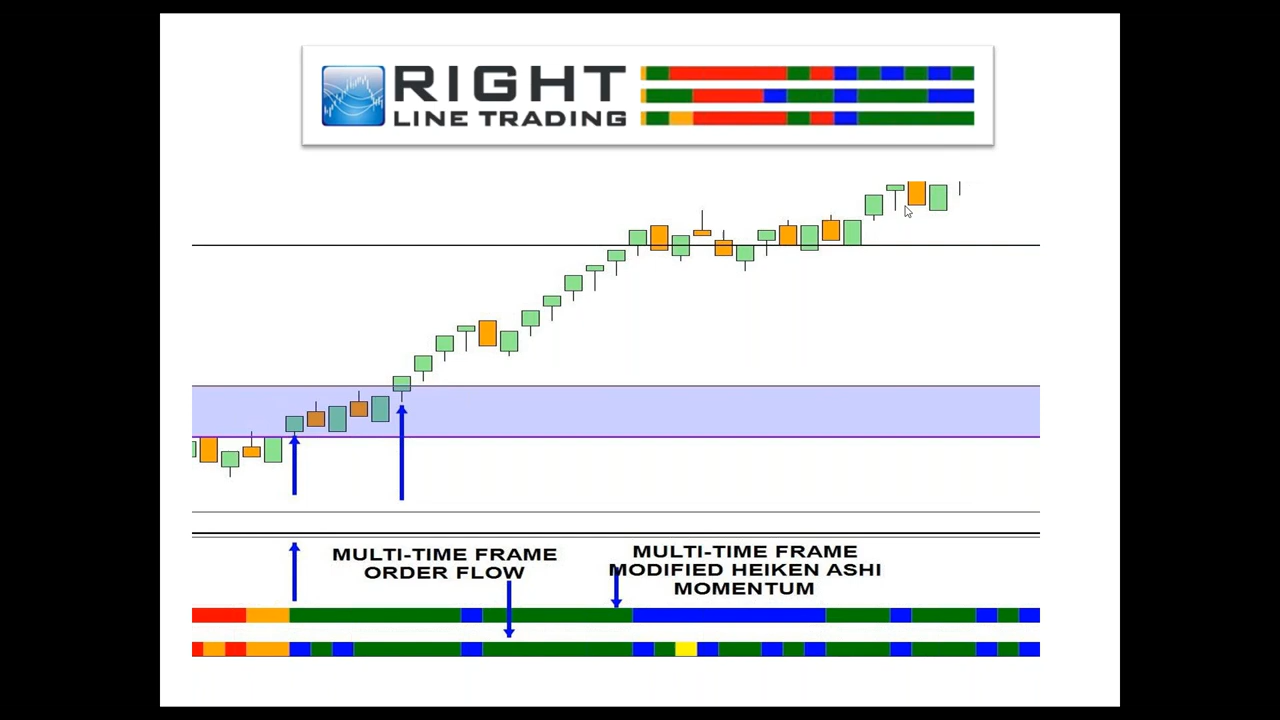 RIGHT
LINE TRADING
MULTI-TIME FRAME
ORDER FLOW
MULTI-TIME FRAME
MODIFIED HEIKEN ASHI
MOMENTUM